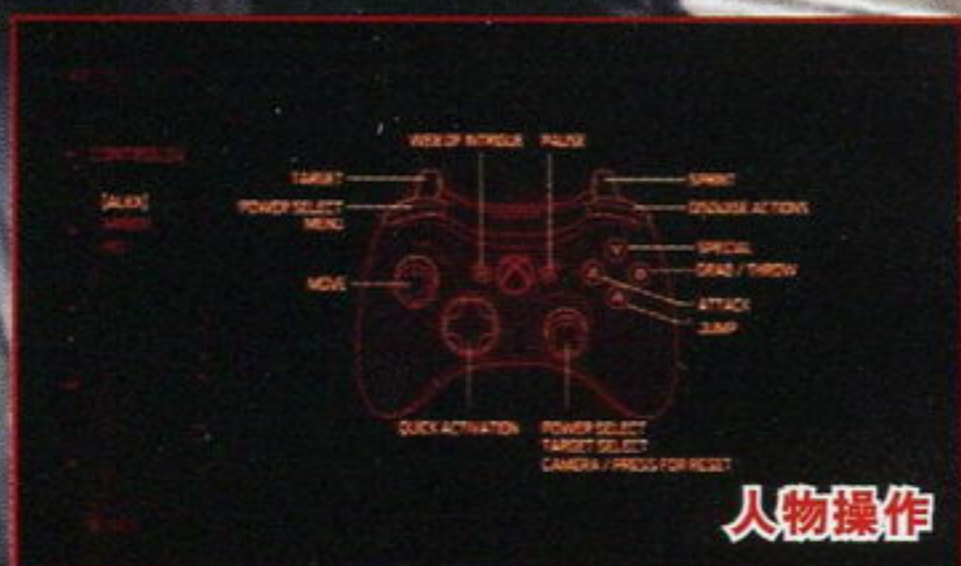 CONTROLS
[ALEX]
WEB OF INTRIGUE
PAUSE
TARGET
SPRINT
POWER SELECT
MENU
DISGUISE ACTIONS
SPECIAL
GRAB / THROW
MOVE
ATTACK
JUMP
QUICK ACTIVATION
POWER SELECT
TARGET SELECT
CAMERA / PRESS FOR RESET
人物操作